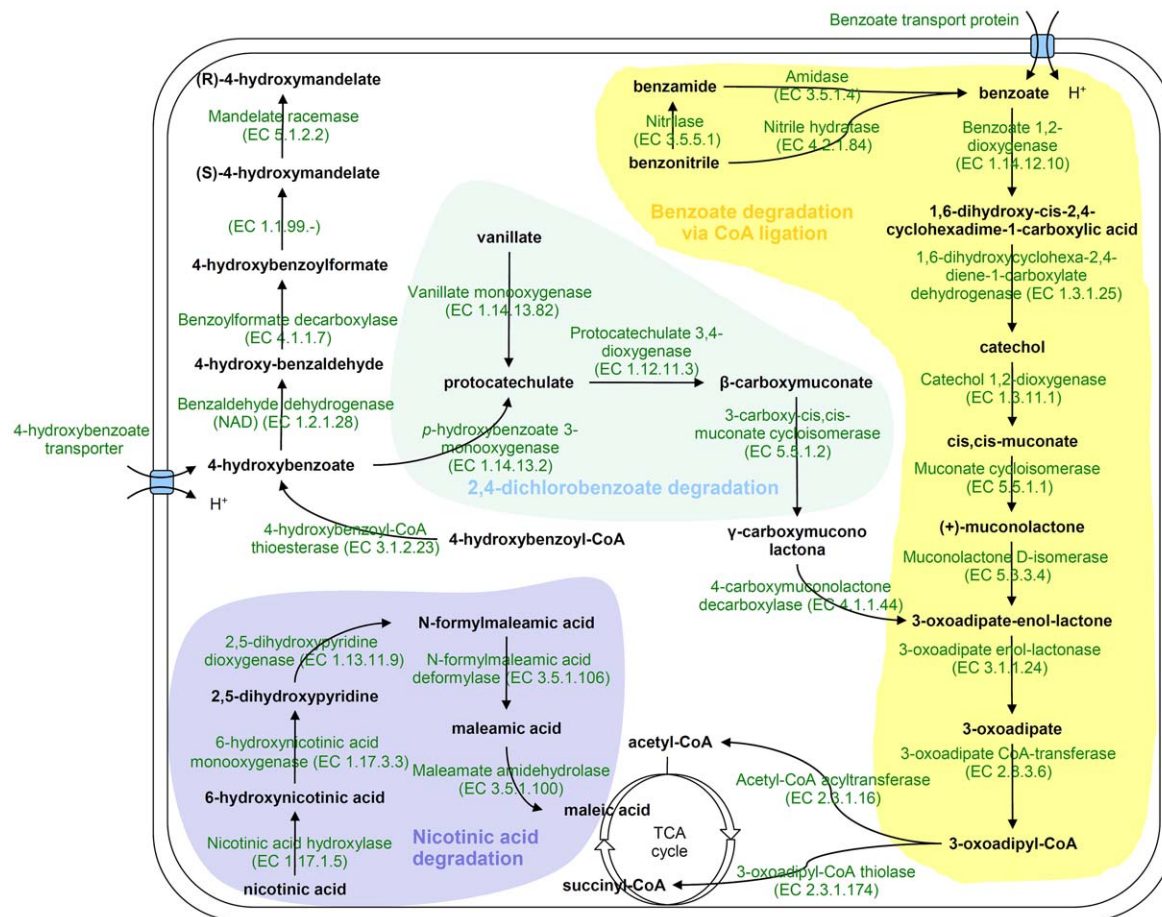 Benzoate transport protein
(R)-4-hydroxymandelate
Mandelate racemase
(EC 5.1.2.2)
(S)-4-hydroxymandelate
(EC 1.1.99.-)
4-hydroxybenzoylformate
Benzoylformate decarboxylase
(EC 4.1.1.7)
4-hydroxy-benzaldehyde
Benzaldehyde dehydrogenase
(NAD) (EC 1.2.1.28)
4-hydroxybenzoate
transporter
4-hydroxybenzoate
H⁺
4-hydroxybenzoyl-CoA
thioesterase (EC 3.1.2.23)
4-hydroxybenzoyl-CoA
vanillate
Vanillate monooxygenase
(EC 1.14.13.82)
protocatechulate
p-hydroxybenzoate 3-
monooxygenase
(EC 1.14.13.2)
Protocatechulate 3,4-
dioxygenase
(EC 1.12.11.3)
β-carboxymuconate
3-carboxy-cis,cis-
muconate cycloisomerase
(EC 5.5.1.2)
2,4-dichlorobenzoate degradation
γ-carboxymucono
lactona
4-carboxymuconolactone
decarboxylase (EC 4.1.1.44)
benzamide
Amidase
(EC 3.5.1.4)
benzoate
H⁺
Nitrilase
(EC 3.5.5.1)
Nitrile hydratase
(EC 4.2.1.84)
benzonitrile
Benzoate degradation
via CoA ligation
Benzoate 1,2-
dioxygenase
(EC 1.14.12.10)
1,6-dihydroxy-cis-2,4-
cyclohexadime-1-carboxylic acid
1,6-dihydroxycyclohexa-2,4-
diene-1-carboxylate
dehydrogenase (EC 1.3.1.25)
catechol
Catechol 1,2-dioxygenase
(EC 1.3.11.1)
cis,cis-muconate
Muconate cycloisomerase
(EC 5.5.1.1)
(+)-muconolactone
Muconolactone D-isomerase
(EC 5.3.3.4)
3-oxoadipate-enol-lactone
3-oxoadipate enol-lactonase
(EC 3.1.1.24)
3-oxoadipate
3-oxoadipate CoA-transferase
(EC 2.8.3.6)
3-oxoadipyl-CoA
Acetyl-CoA acyltransferase
(EC 2.3.1.16)
acetyl-CoA
3-oxoadipyl-CoA thiolase
(EC 2.3.1.174)
succinyl-CoA
TCA
cycle
N-formylmaleamic acid
2,5-dihydroxypyridine
dioxygenase (EC 1.13.11.9)
N-formylmaleamic acid
deformylase (EC 3.5.1.106)
2,5-dihydroxypyridine
maleamic acid
6-hydroxynicotinic acid
monooxygenase (EC 1.17.3.3)
Maleamate amidehydrolase
(EC 3.5.1.100)
6-hydroxynicotinic acid
maleic acid
Nicotinic acid hydroxylase
(EC 1.17.1.5)
Nicotinic acid
degradation
nicotinic acid